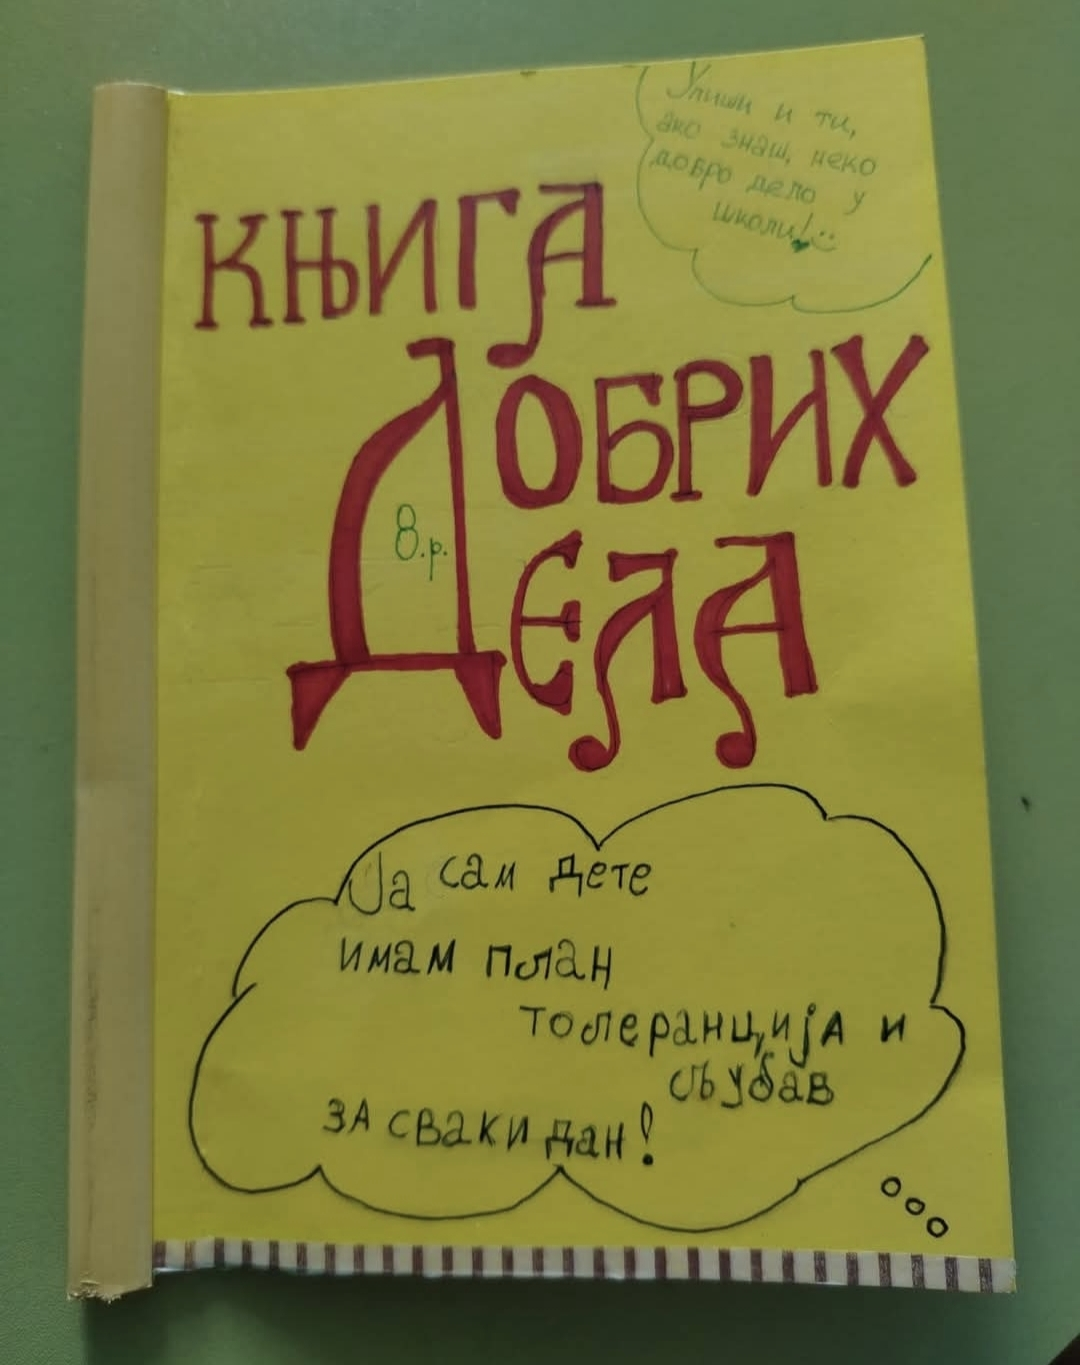 Упиши и ти,
ако знаш, неко
добро дело у
школи!
КЊИГА
ДОБРИХ
8.р.
ДЕЛА
Ја сам дете
имам план
толеранција и
љубав
ЗА СВАКИ дан!